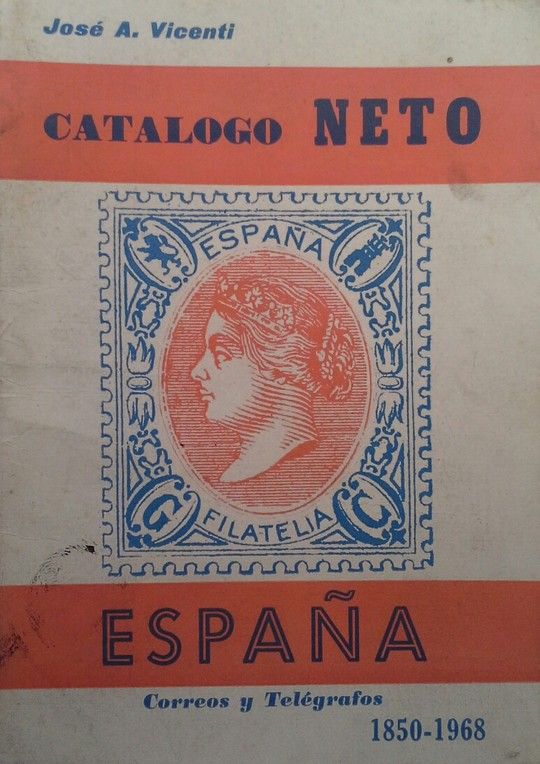 José A. Vicenti
CATALOGO NETO
ESPAÑA
FILATELIA
G C
ESPAÑA
Correos y Telégrafos
1850-1968